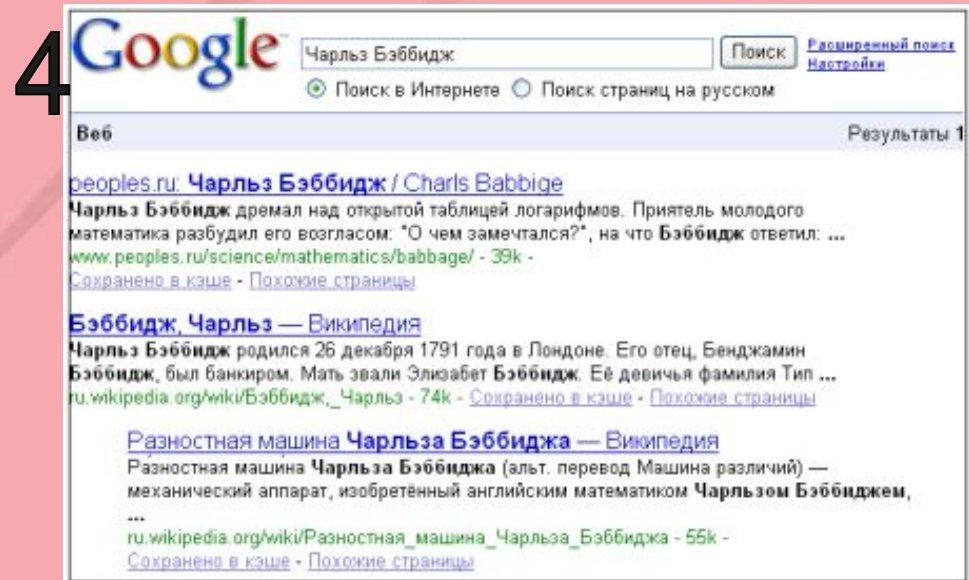 4
Google
Чарльз Бэббидж Поиск Расширенный поиск
Настройки
Поиск в Интернете Поиск страниц на русском
Веб Результаты 1
peoples.ru: Чарльз Бэббидж / Charls Babbige
Чарльз Бэббидж дремал над открытой таблицей логарифмов. Приятель молодого
математика разбудил его возгласом: "О чем замечтался?", на что Бэббидж ответил: ...
www.peoples.ru/science/mathematics/babbage/ - 39k -
Сохранено в кэше - Похожие страницы
Бэббидж, Чарльз — Википедия
Чарльз Бэббидж родился 26 декабря 1791 года в Лондоне. Его отец, Бенджамин
Бэббидж, был банкиром. Мать звали Элизабет Бэббидж. Её девичья фамилия Тип ...
ru.wikipedia.org/wiki/Бэббидж,_Чарльз - 74k - Сохранено в кэше - Похожие страницы
Разностная машина Чарльза Бэббиджа — Википедия
Разностная машина Чарльза Бэббиджа (альт. перевод Машина различий) —
механический аппарат, изобретённый английским математиком Чарльзом Бэббиджем,
...
ru.wikipedia.org/wiki/Разностная_машина_Чарльза_Бэббиджа - 55k -
Сохранено в кэше - Похожие страницы